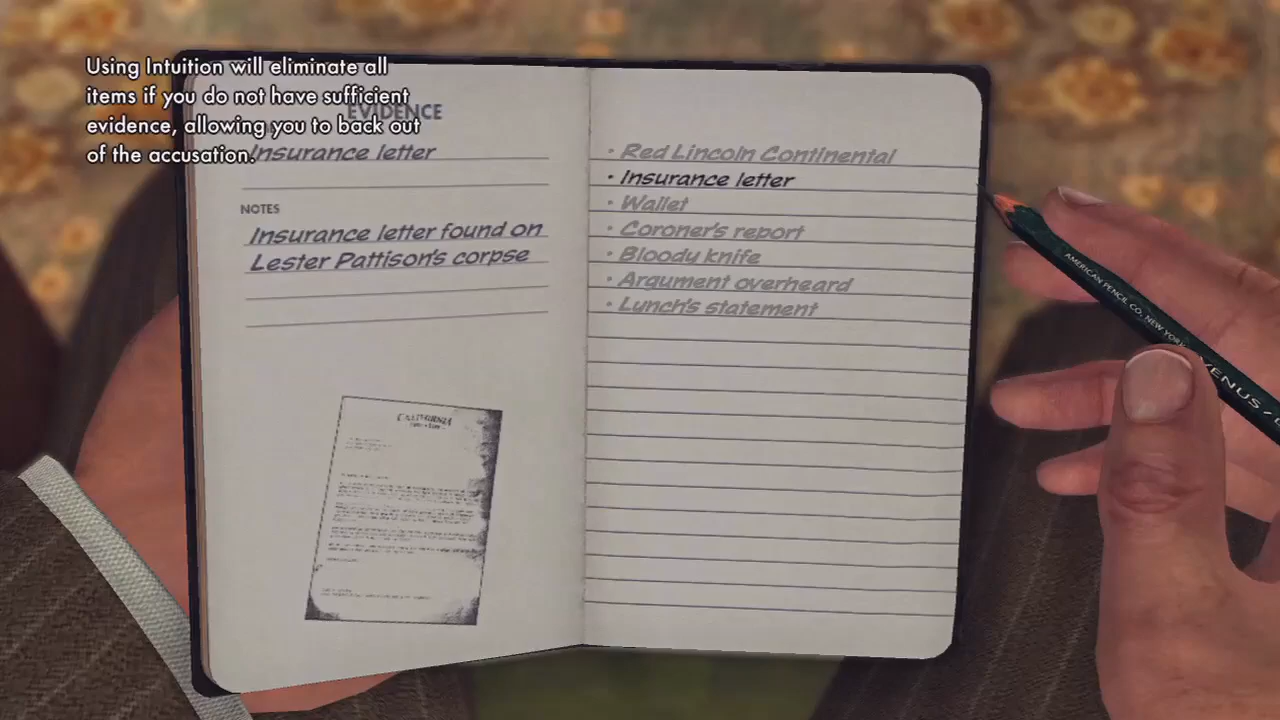 Using Intuition will eliminate all
items if you do not have sufficient
evidence, allowing you to back out
of the accusation.
EVIDENCE
Insurance letter
NOTES
Insurance letter found on
Lester Pattison's corpse
CALIFORNIA
• Red Lincoln Continental
• Insurance letter
• Wallet
• Coroner's report
• Bloody knife
• Argument overheard
• Lunch's statement
AMERICAN PENCIL CO. NEW YORK
VENUS